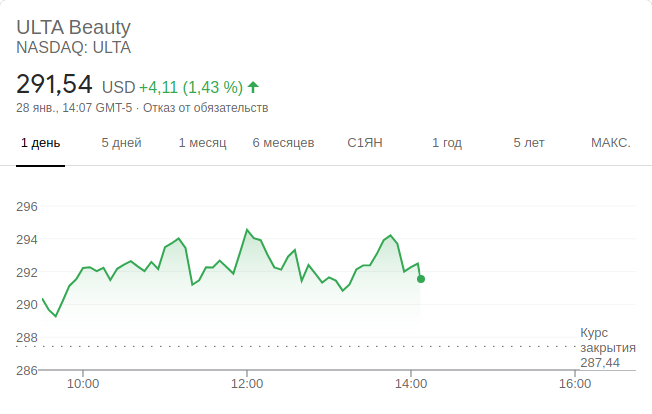 ULTA Beauty
NASDAQ: ULTA
291,54 USD +4,11 (1,43 %)
28 янв., 14:07 GMT-5 · Отказ от обязательств
1 день 5 дней 1 месяц 6 месяцев С1ЯН 1 год 5 лет МАКС.
296
294
292
290
288
286
Курс
закрытия
287,44
10:00 12:00 14:00 16:00